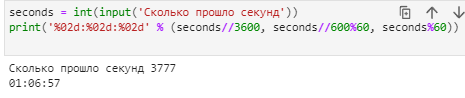 seconds = int(input('Сколько прошло секунд'))
print('%02d:%02d:%02d' % (seconds//3600, seconds//600%60, seconds%60))
Сколько прошло секунд 3777
01:06:57